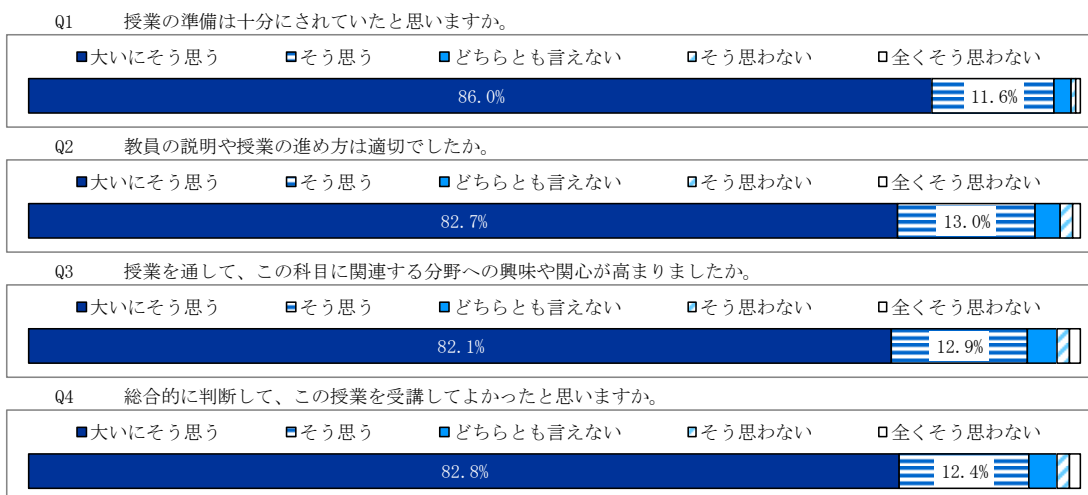 Q1 授業の準備は十分にされていたと思いますか。
■大いにそう思う ■そう思う ■どちらとも言えない ■そう思わない □全くそう思わない
86.0% 11.6%
Q2 教員の説明や授業の進め方は適切でしたか。
■大いにそう思う ■そう思う ■どちらとも言えない ■そう思わない □全くそう思わない
82.7% 13.0%
Q3 授業を通して、この科目に関連する分野への興味や関心が高まりましたか。
■大いにそう思う ■そう思う ■どちらとも言えない ■そう思わない □全くそう思わない
82.1% 12.9%
Q4 総合的に判断して、この授業を受講してよかったと思いますか。
■大いにそう思う ■そう思う ■どちらとも言えない ■そう思わない □全くそう思わない
82.8% 12.4%